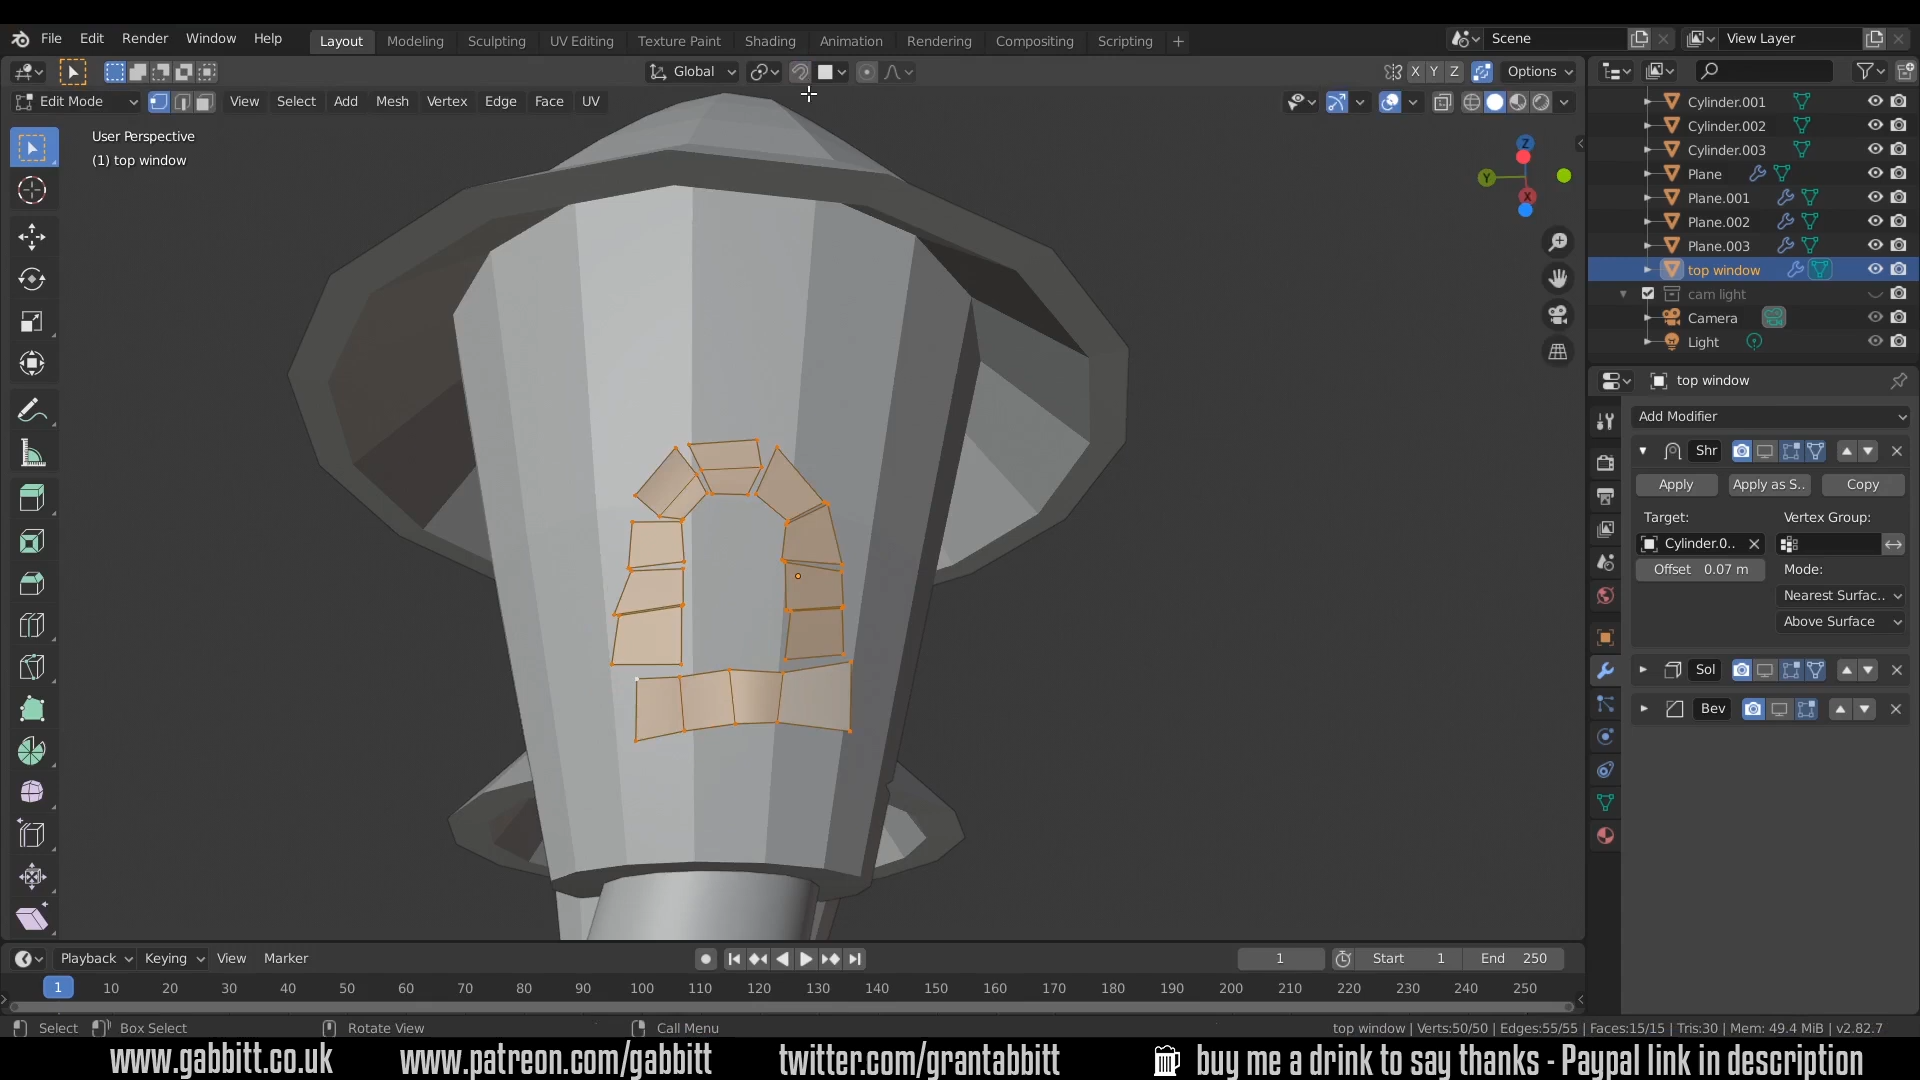 File Edit Render Window Help Layout Modeling Sculpting UV Editing Texture Paint Shading Animation Rendering Compositing Scripting + Scene View Layer
Global X Y Z Options
Edit Mode View Select Add Mesh Vertex Edge Face UV
User Perspective
(1) top window
Z
Y
X
Cylinder.001
Cylinder.002
Cylinder.003
Plane
Plane.001
Plane.002
Plane.003
top window
cam light
Camera
Light
top window
Add Modifier
Shr
Apply Apply as S.. Copy
Target: Vertex Group:
Cylinder.0..
Offset 0.07 m Mode:
Nearest Surfac..
Above Surface
Sol
Bev
Playback Keying View Marker 1 Start 1 End 250
1 10 20 30 40 50 60 70 80 90 100 110 120 130 140 150 160 170 180 190 200 210 220 230 240 250
Select Box Select Rotate View Call Menu top window | Verts:50/50 | Edges:55/55 | Faces:15/15 | Tris:30 | Mem: 49.4 MiB | v2.82.7
www.gabbitt.co.uk www.patreon.com/gabbitt twitter.com/grantabbitt buy me a drink to say thanks - Paypal link in description